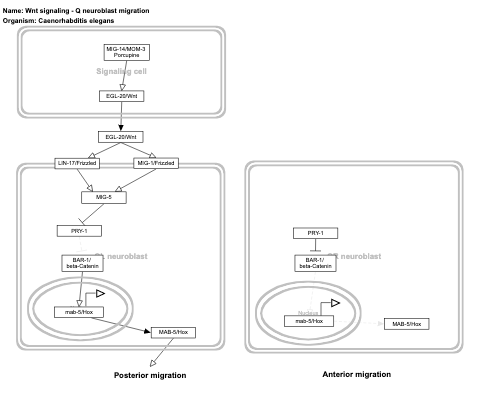 Name: Wnt signaling - Q neuroblast migration
Organism: Caenorhabditis elegans
MIG-14/MOM-3
Porcupine
Signaling cell
EGL-20/Wnt
EGL-20/Wnt
LIN-17/Frizzled
MIG-1/Frizzled
MIG-5
PRY-1
neuroblast
BAR-1/
beta-Catenin
mab-5/Hox
MAB-5/Hox
Posterior migration
PRY-1
neuroblast
BAR-1/
beta-Catenin
Nucleus
mab-5/Hox
MAB-5/Hox
Anterior migration